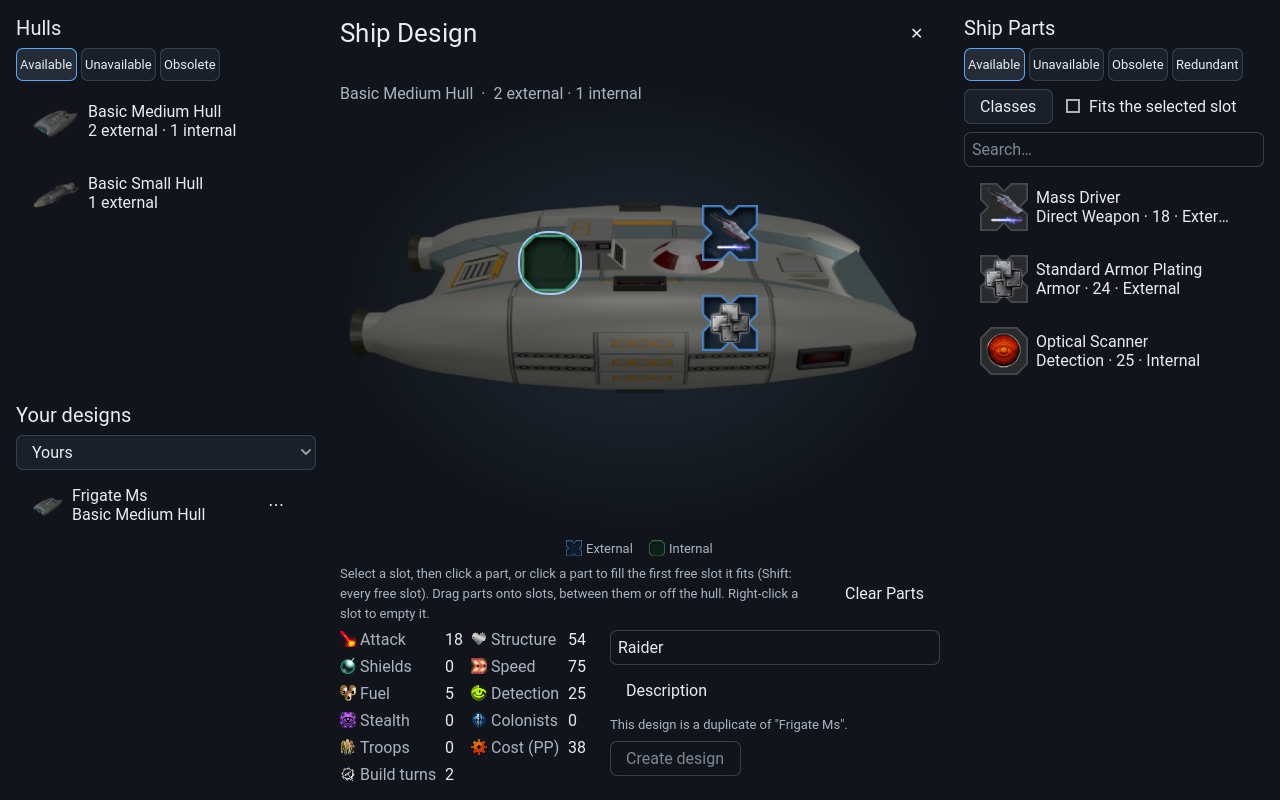 Hulls
Available
Unavailable
Obsolete
Basic Medium Hull
2 external · 1 internal
Basic Small Hull
1 external
Your designs
Yours
Frigate Ms
Basic Medium Hull
...
Ship Design
×
Basic Medium Hull · 2 external · 1 internal
External
Internal
Select a slot, then click a part, or click a part to fill the first free slot it fits (Shift:
every free slot). Drag parts onto slots, between them or off the hull. Right-click a
slot to empty it.
Clear Parts
Attack 18
Structure 54
Shields 0
Speed 75
Fuel 5
Detection 25
Stealth 0
Colonists 0
Troops 0
Cost (PP) 38
Build turns 2
Raider
Description
This design is a duplicate of "Frigate Ms".
Create design
Ship Parts
Available
Unavailable
Obsolete
Redundant
Classes
Fits the selected slot
Search…
Mass Driver
Direct Weapon · 18 · Exter…
Standard Armor Plating
Armor · 24 · External
Optical Scanner
Detection · 25 · Internal